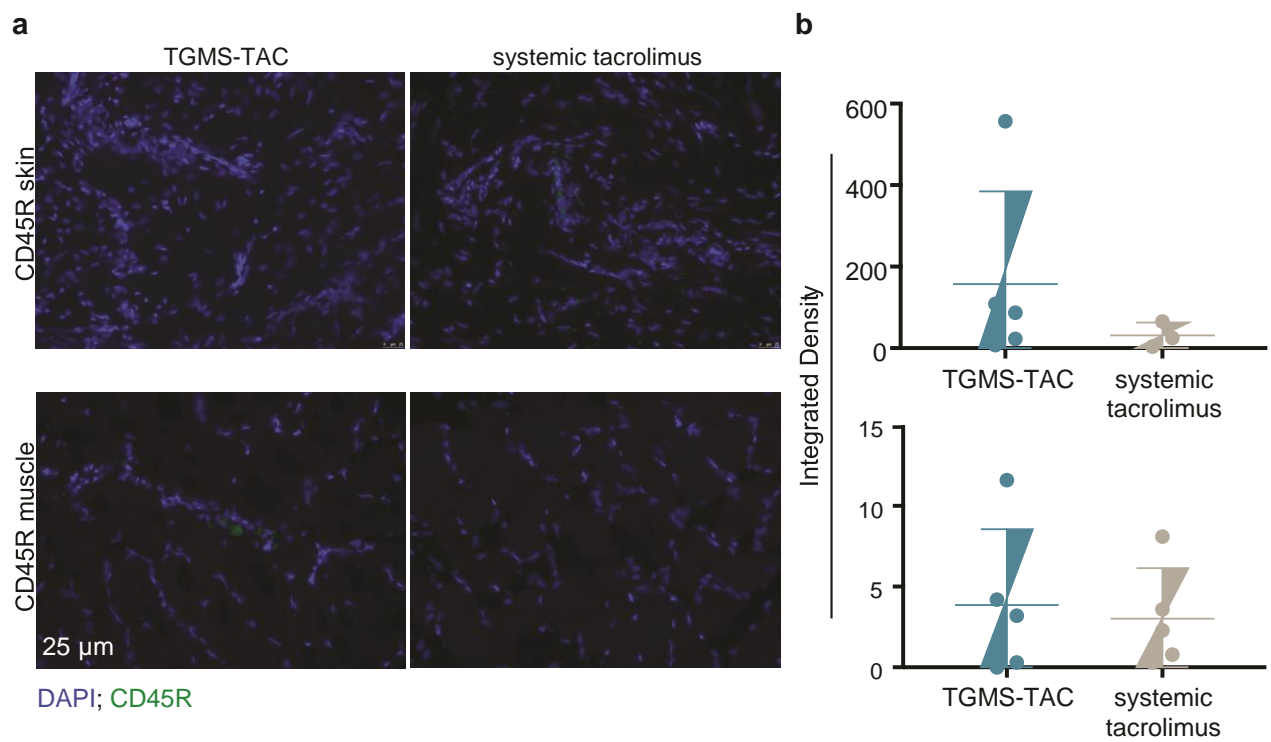 a
TGMS-TAC
systemic tacrolimus
CD45R skin
CD45R muscle
25 µm
DAPI; CD45R
b
Integrated Density
600
400
200
0
TGMS-TAC
systemic
tacrolimus
15
10
5
0
TGMS-TAC
systemic
tacrolimus